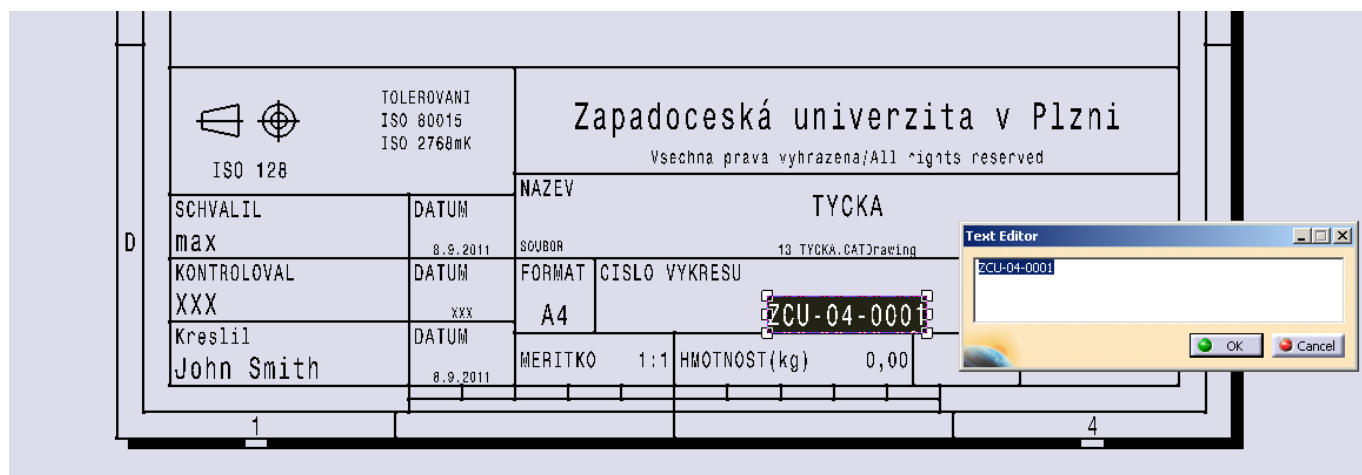 TOLEROVANI
ISO 80015
ISO 2768mK
ISO 128
Zapadoceská univerzita v Plzni
Vsechna prava vyhrazena/All rights reserved
NAZEV
TYCKA
SOUBOR
13 TYCKA.CATDrawing
SCHVALIL
DATUM
max
8.9.2011
D
KONTROLOVAL
DATUM
XXX
XXX
FORMAT
A4
CISLO VYKRESU
ZCU-04-0001
Kreslil
DATUM
John Smith
8.9.2011
MERITKO 1:1
HMOTNOST(kg) 0,00
1
4
Text Editor
ZCU-04-0001
OK
Cancel